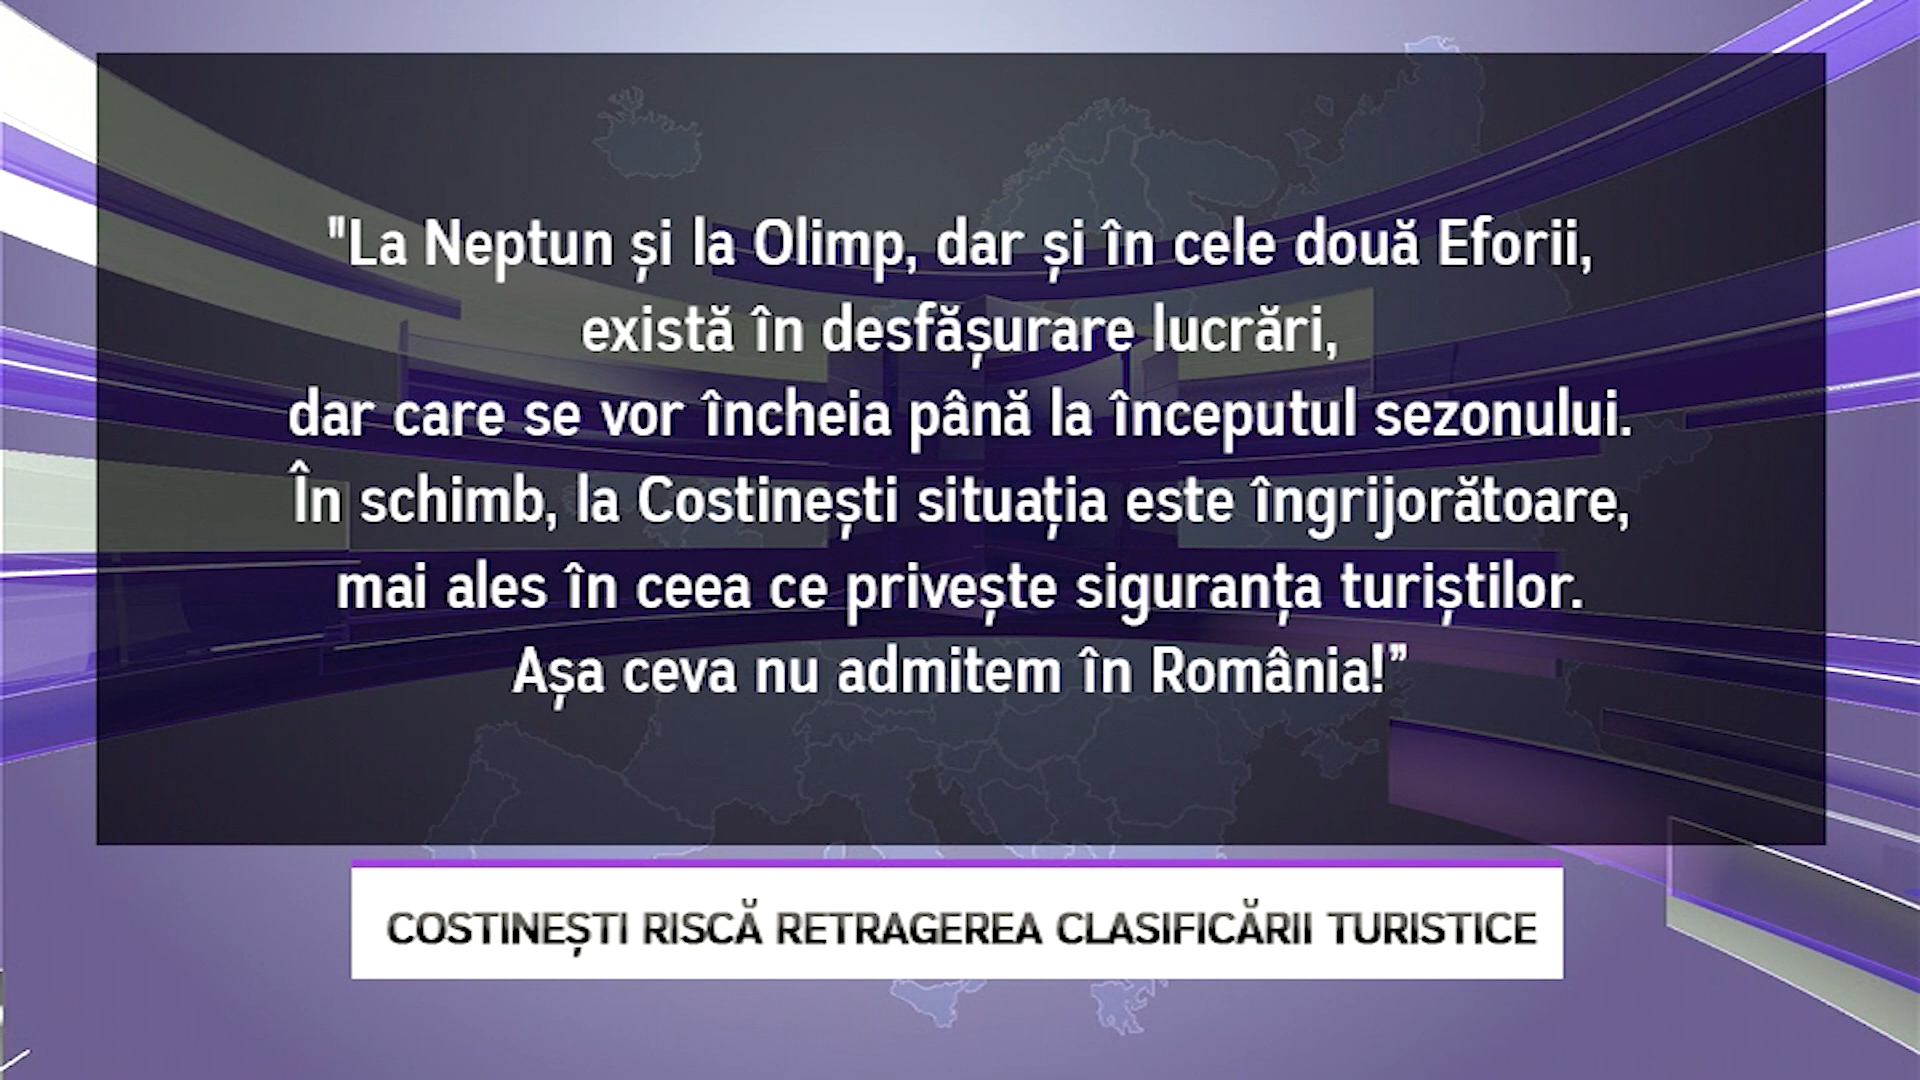 "La Neptun și la Olimp, dar și în cele două Eforii,
există în desfășurare lucrări,
dar care se vor încheia până la începutul sezonului.
În schimb, la Costinești situația este îngrijorătoare,
mai ales în ceea ce privește siguranța turiștilor.
Așa ceva nu admitem în România!”
COSTINEȘTI RISCĂ RETRAGEREA CLASIFICĂRII TURISTICE